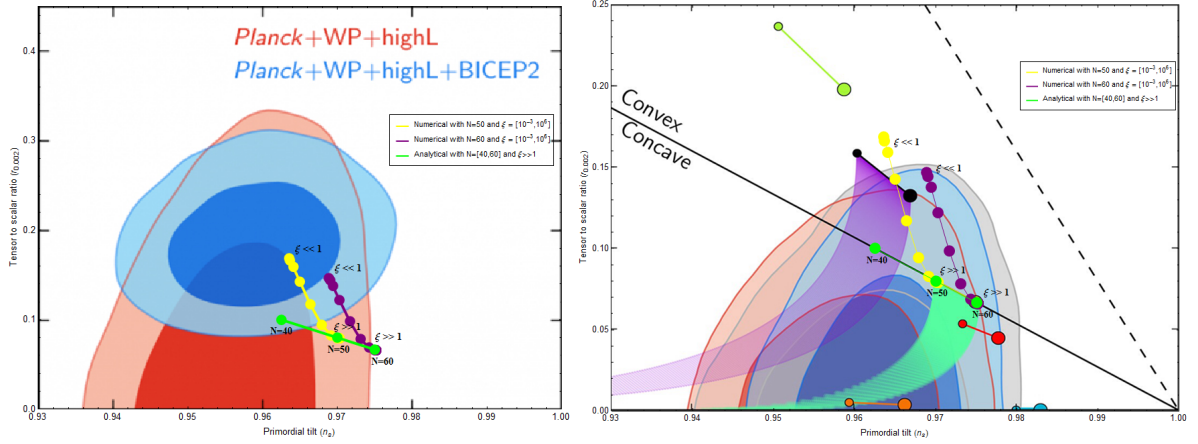 Planck+WP+highL
Planck+WP+highL+BICEP2
Numerical with N=50 and ξ = [10⁻³,10⁶]
Numerical with N=60 and ξ = [10⁻³,10⁶]
Analytical with N=[40,60] and ξ>>1
ξ << 1
ξ << 1
ξ >> 1
ξ >> 1
N=40
N=50
N=60
Tensor to scalar ratio (r0.002)
0.4
0.3
0.2
0.1
0.0
0.93
0.94
0.95
0.96
0.97
0.98
0.99
1.00
Primordial tilt (ns)
Numerical with N=50 and ξ = [10⁻³,10⁶]
Numerical with N=60 and ξ = [10⁻³,10⁶]
Analytical with N=[40,60] and ξ>>1
Convex
Concave
ξ << 1
ξ << 1
ξ >> 1
ξ >> 1
N=40
N=50
N=60
Tensor to scalar ratio (r0.002)
0.25
0.20
0.15
0.10
0.05
0.00
0.93
0.94
0.95
0.96
0.97
0.98
0.99
1.00
Primordial tilt (ns)